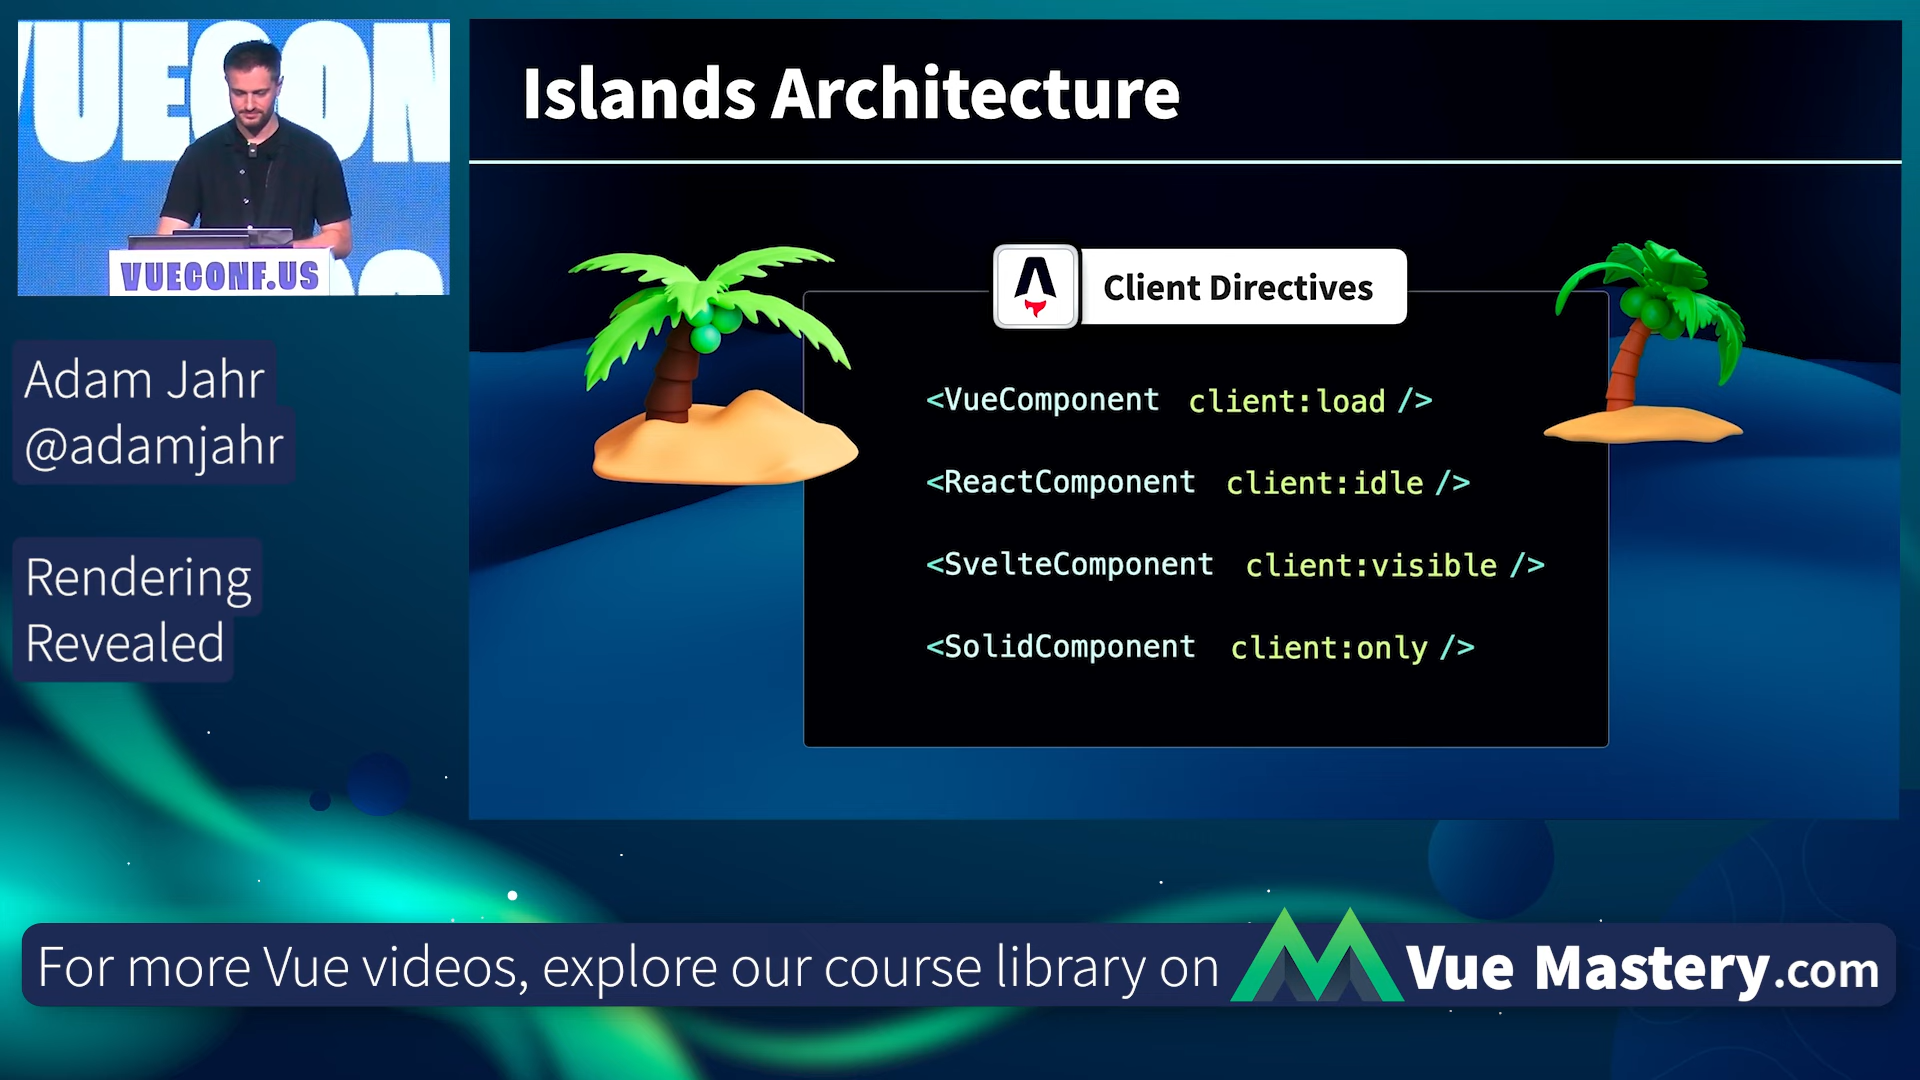 VUECON
VUECONF.US
Adam Jahr
@adamjahr
Rendering
Revealed
Islands Architecture
Client Directives
<VueComponent client:load />
<ReactComponent client:idle />
<SvelteComponent client:visible />
<SolidComponent client:only />
For more Vue videos, explore our course library on Vue Mastery.com